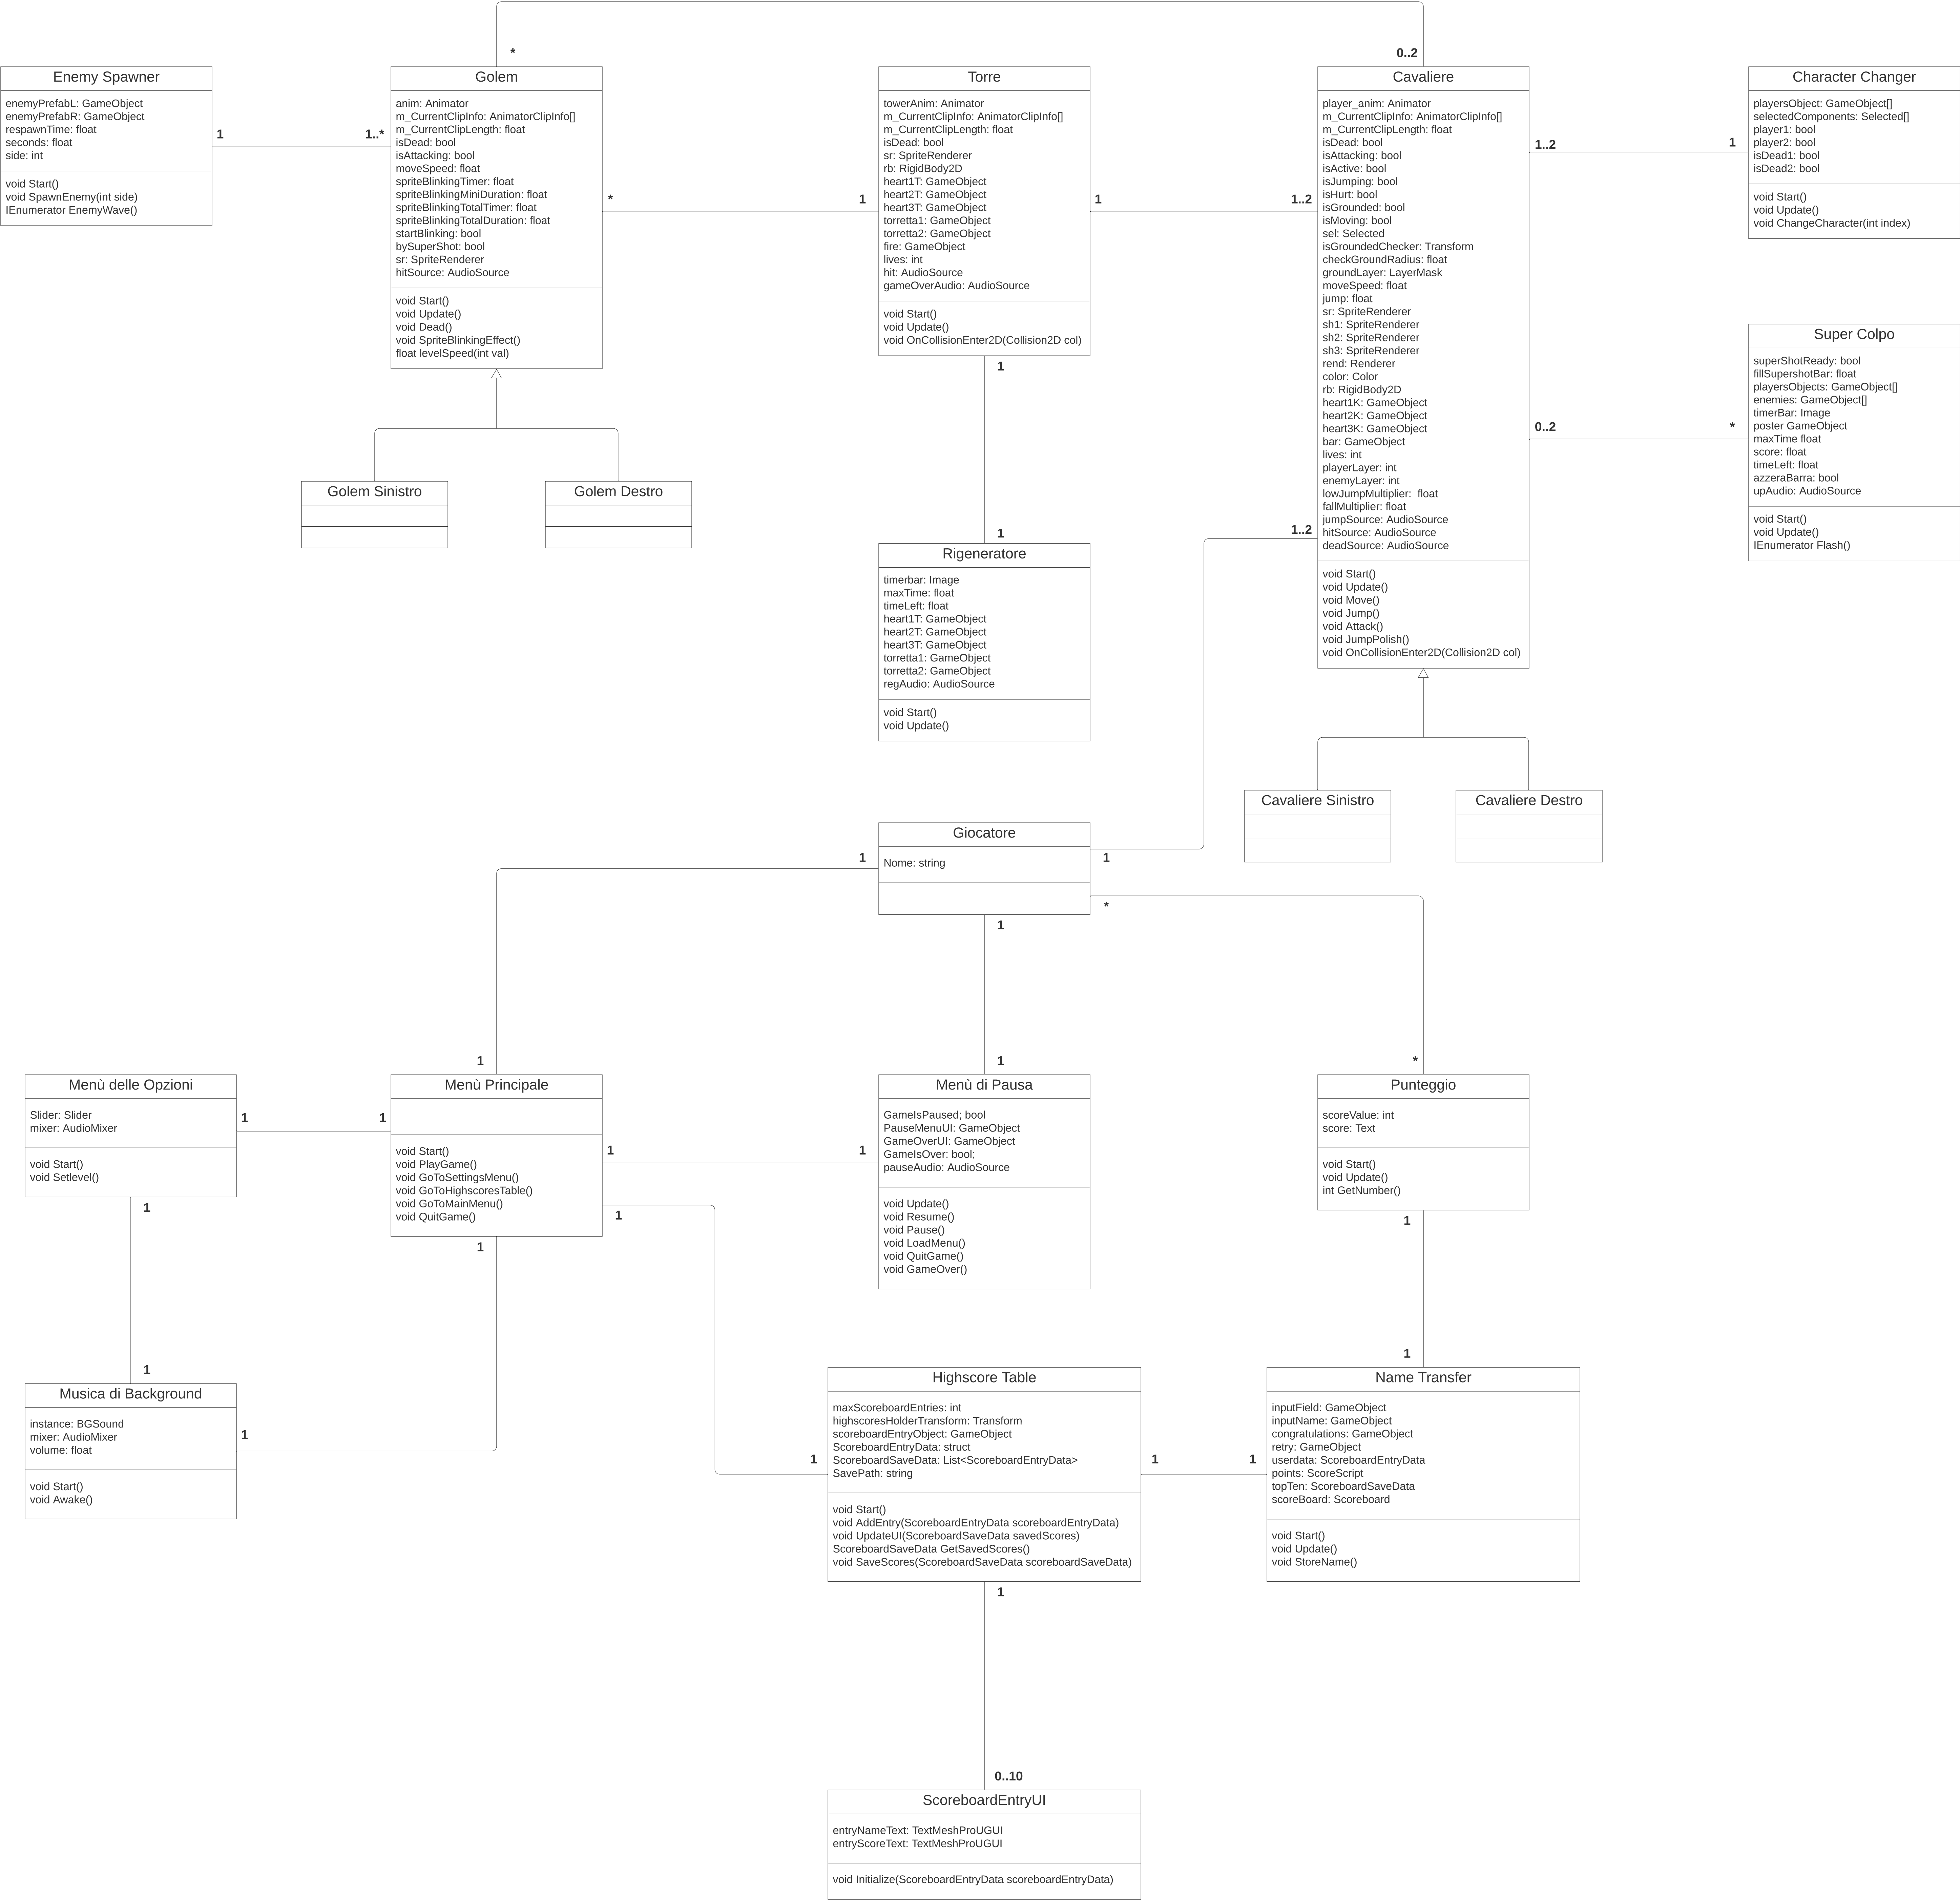 *
0..2
Enemy Spawner
enemyPrefabL: GameObject
enemyPrefabR: GameObject
respawnTime: float
seconds: float
side: int
void Start()
void SpawnEnemy(int side)
IEnumerator EnemyWave()
1
1..*
Golem
anim: Animator
m_CurrentClipInfo: AnimatorClipInfo[]
m_CurrentClipLength: float
isDead: bool
isAttacking: bool
moveSpeed: float
spriteBlinkingTimer: float
spriteBlinkingMiniDuration: float
spriteBlinkingTotalTimer: float
spriteBlinkingTotalDuration: float
startBlinking: bool
bySuperShot: bool
sr: SpriteRenderer
hitSource: AudioSource
void Start()
void Update()
void Dead()
void SpriteBlinkingEffect()
float levelSpeed(int val)
*
1
Torre
towerAnim: Animator
m_CurrentClipInfo: AnimatorClipInfo[]
m_CurrentClipLength: float
isDead: bool
sr: SpriteRenderer
rb: RigidBody2D
heart1T: GameObject
heart2T: GameObject
heart3T: GameObject
torretta1: GameObject
torretta2: GameObject
fire: GameObject
lives: int
hit: AudioSource
gameOverAudio: AudioSource
void Start()
void Update()
void OnCollisionEnter2D(Collision2D col)
1
1..2
Cavaliere
player_anim: Animator
m_CurrentClipInfo: AnimatorClipInfo[]
m_CurrentClipLength: float
isDead: bool
isAttacking: bool
isActive: bool
isJumping: bool
isHurt: bool
isGrounded: bool
isMoving: bool
sel: Selected
isGroundedChecker: Transform
checkGroundRadius: float
groundLayer: LayerMask
moveSpeed: float
jump: float
sr: SpriteRenderer
sh1: SpriteRenderer
sh2: SpriteRenderer
sh3: SpriteRenderer
rend: Renderer
color: Color
rb: RigidBody2D
heart1K: GameObject
heart2K: GameObject
heart3K: GameObject
bar: GameObject
lives: int
playerLayer: int
enemyLayer: int
lowJumpMultiplier:  float
fallMultiplier: float
jumpSource: AudioSource
hitSource: AudioSource
deadSource: AudioSource
void Start()
void Update()
void Move()
void Jump()
void Attack()
void JumpPolish()
void OnCollisionEnter2D(Collision2D col)
1..2
1
Character Changer
playersObject: GameObject[]
selectedComponents: Selected[]
player1: bool
player2: bool
isDead1: bool
isDead2: bool
void Start()
void Update()
void ChangeCharacter(int index)
0..2
*
Super Colpo
superShotReady: bool
fillSupershotBar: float
playersObjects: GameObject[]
enemies: GameObject[]
timerBar: Image
poster GameObject
maxTime float
score: float
timeLeft: float
azzeraBarra: bool
upAudio: AudioSource
void Start()
void Update()
IEnumerator Flash()
Golem Sinistro
Golem Destro
1
1
Rigeneratore
timerbar: Image
maxTime: float
timeLeft: float
heart1T: GameObject
heart2T: GameObject
heart3T: GameObject
torretta1: GameObject
torretta2: GameObject
regAudio: AudioSource
void Start()
void Update()
1..2
Cavaliere Sinistro
Cavaliere Destro
Giocatore
Nome: string
1
1
*
1
1
1
*
Menù delle Opzioni
Slider: Slider
mixer: AudioMixer
void Start()
void Setlevel()
1
1
Menù Principale
void Start()
void PlayGame()
void GoToSettingsMenu()
void GoToHighscoresTable()
void GoToMainMenu()
void QuitGame()
1
1
1
Menù di Pausa
GameIsPaused; bool
PauseMenuUI: GameObject
GameOverUI: GameObject
GameIsOver: bool;
pauseAudio: AudioSource
void Update()
void Resume()
void Pause()
void LoadMenu()
void QuitGame()
void GameOver()
Punteggio
scoreValue: int
score: Text
void Start()
void Update()
int GetNumber()
1
1
1
1
1
Musica di Background
instance: BGSound
mixer: AudioMixer
volume: float
void Start()
void Awake()
1
1
Highscore Table
maxScoreboardEntries: int
highscoresHolderTransform: Transform
scoreboardEntryObject: GameObject
ScoreboardEntryData: struct
ScoreboardSaveData: List<ScoreboardEntryData>
SavePath: string
void Start()
void AddEntry(ScoreboardEntryData scoreboardEntryData)
void UpdateUI(ScoreboardSaveData savedScores)
ScoreboardSaveData GetSavedScores()
void SaveScores(ScoreboardSaveData scoreboardSaveData)
1
1
Name Transfer
inputField: GameObject
inputName: GameObject
congratulations: GameObject
retry: GameObject
userdata: ScoreboardEntryData
points: ScoreScript
topTen: ScoreboardSaveData
scoreBoard: Scoreboard
void Start()
void Update()
void StoreName()
1
0..10
ScoreboardEntryUI
entryNameText: TextMeshProUGUI
entryScoreText: TextMeshProUGUI
void Initialize(ScoreboardEntryData scoreboardEntryData)